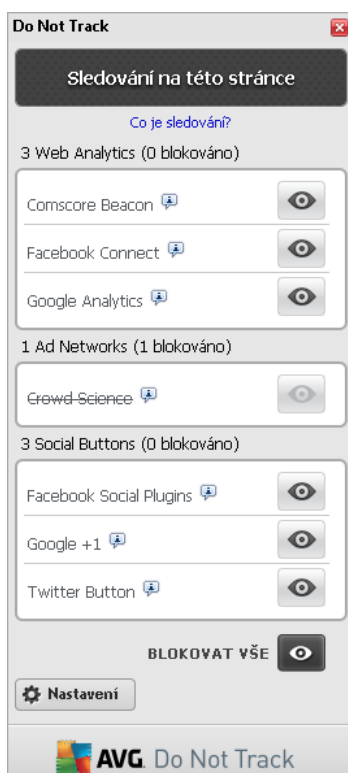 Do Not Track
Sledování na této stránce
Co je sledování?
3 Web Analytics (0 blokováno)
Comscore Beacon
Facebook Connect
Google Analytics
1 Ad Networks (1 blokováno)
Crowd Science
3 Social Buttons (0 blokováno)
Facebook Social Plugins
Google +1
Twitter Button
BLOKOVAT VŠE
Nastavení
AVG. Do Not Track